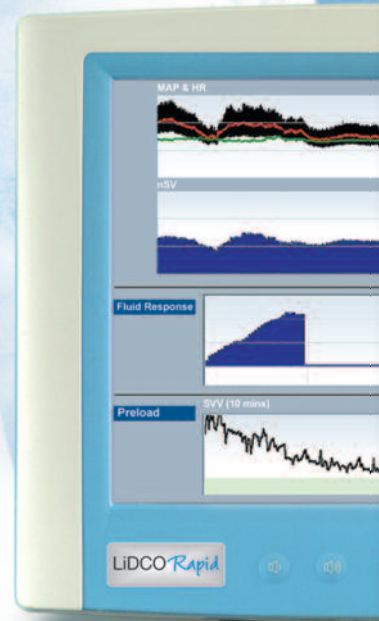 MAP & HR
nSV
Fluid Response
Preload
SVV (10 mins)
LiDCO Rapid